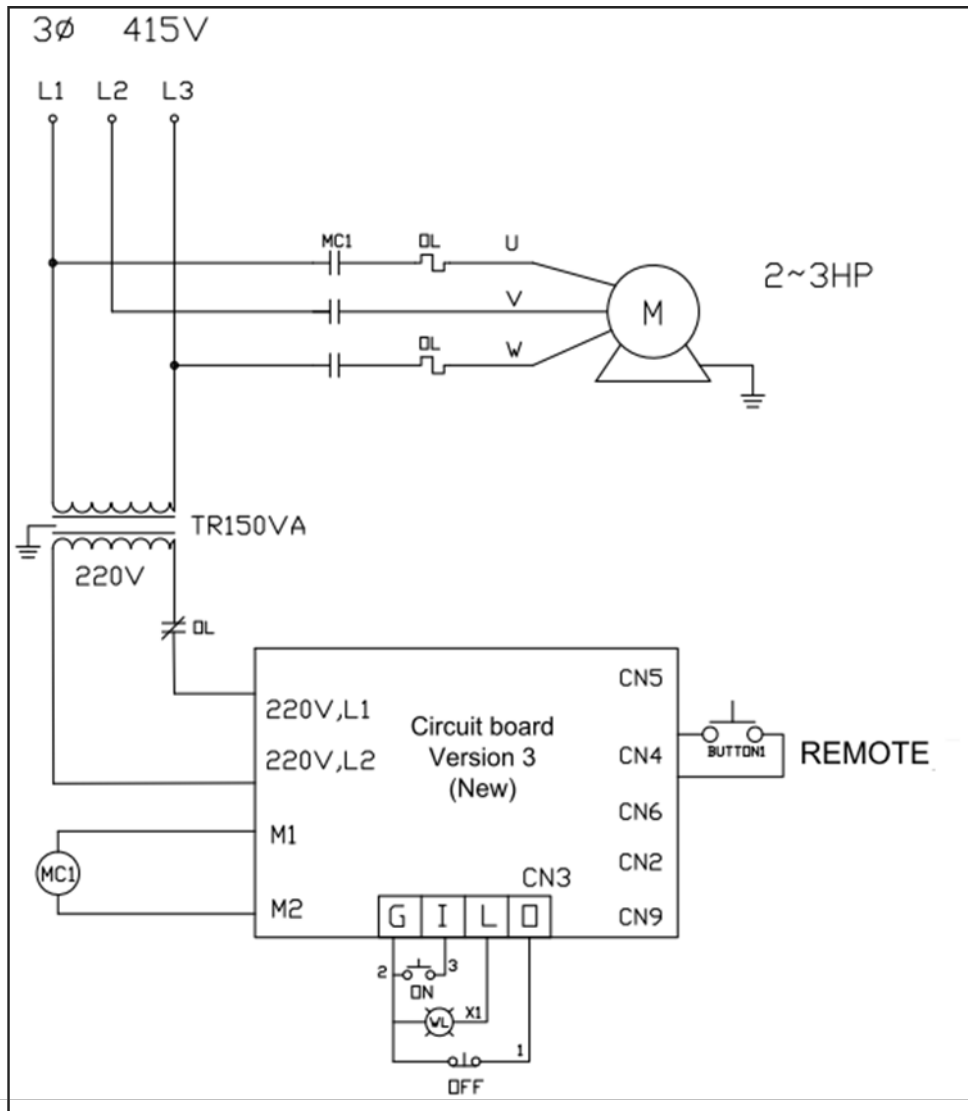 3Ø 415V
L1 L2 L3
MC1 OL U
V
OL W
M
2~3HP
TR150VA
220V
OL
220V,L1
220V,L2
M1
M2
MC1
Circuit board
Version 3
(New)
CN5
CN4
CN6
CN2
CN9
CN3
BUTTON1
REMOTE
G I L O
2 3
ON
WL X1
1
OFF